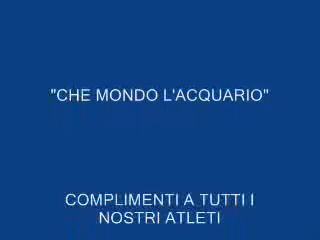 "CHE MONDO L'ACQUARIO"
COMPLIMENTI A TUTTI I
NOSTRI ATLETI